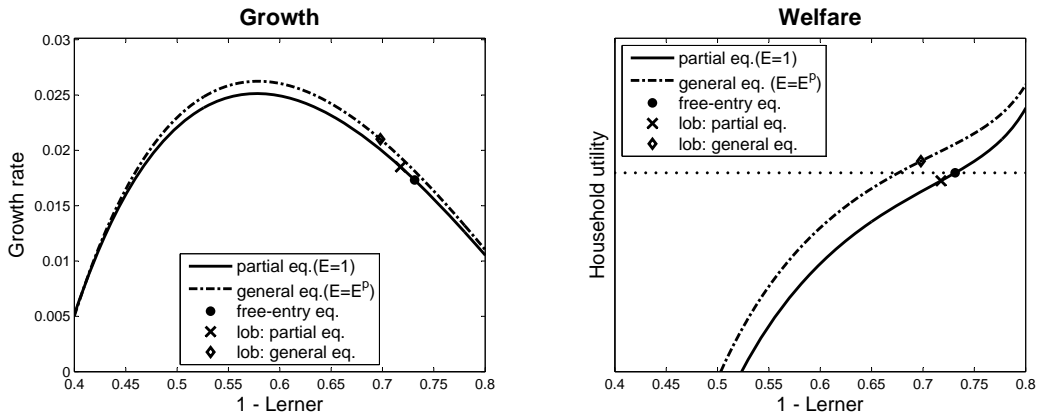 Growth
Growth rate
0.03
0.025
0.02
0.015
0.01
0.005
0
partial eq.(E=1)
general eq.(E=E^p)
free-entry eq.
lob: partial eq.
lob: general eq.
0.4 0.45 0.5 0.55 0.6 0.65 0.7 0.75 0.8
1 - Lerner
Welfare
Household utility
partial eq.(E=1)
general eq. (E=E^p)
free-entry eq.
lob: partial eq.
lob: general eq.
0.4 0.45 0.5 0.55 0.6 0.65 0.7 0.75 0.8
1 - Lerner